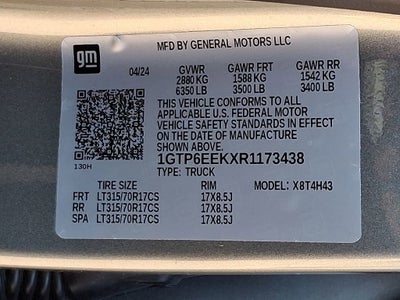 gm
MFD BY GENERAL MOTORS LLC
04/24 GVWR GAWR FRT GAWR RR
2880 KG 1588 KG 1542 KG
6350 LB 3500 LB 3400 LB
THIS VEHICLE CONFORMS TO ALL
APPLICABLE U.S. FEDERAL MOTOR
VEHICLE SAFETY STANDARDS IN EFFECT
ON THE DATE OF MANUFACTURE SHOWN ABOVE.
130H
1GTP6EEKXR1173438
TYPE: TRUCK
TIRE SIZE RIM MODEL: X8T4H43
FRT LT315/70R17CS 17X8.5J
RR LT315/70R17CS 17X8.5J
SPA LT315/70R17CS 17X8.5J